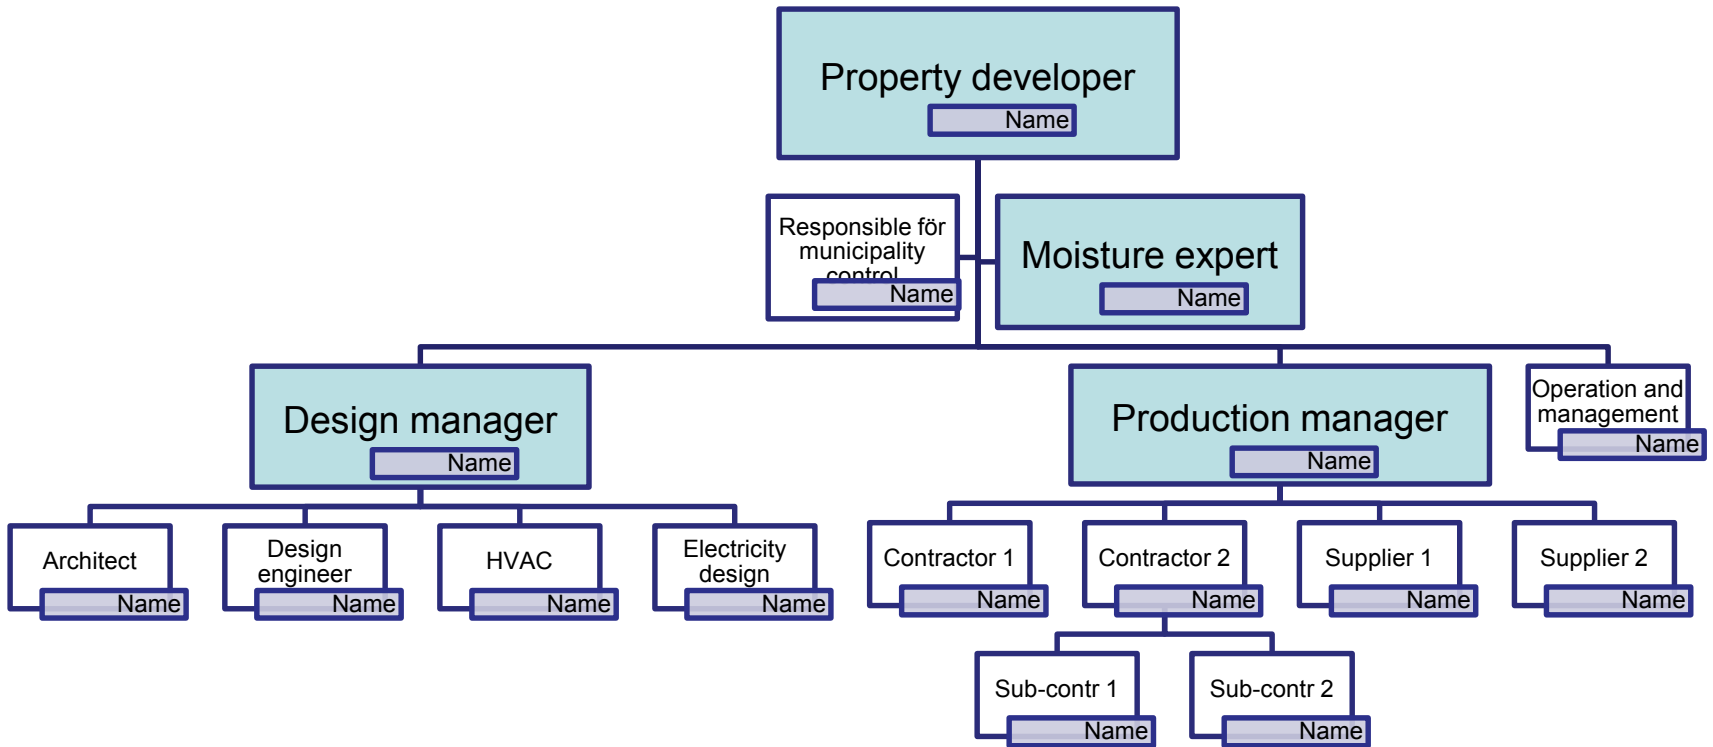 Property developer
Name
Responsible för
municipality
control
Name
Moisture expert
Name
Design manager
Name
Production manager
Name
Operation and
management
Name
Architect
Name
Design
engineer
Name
HVAC
Name
Electricity
design
Name
Contractor 1
Name
Contractor 2
Name
Supplier 1
Name
Supplier 2
Name
Sub-contr 1
Name
Sub-contr 2
Name